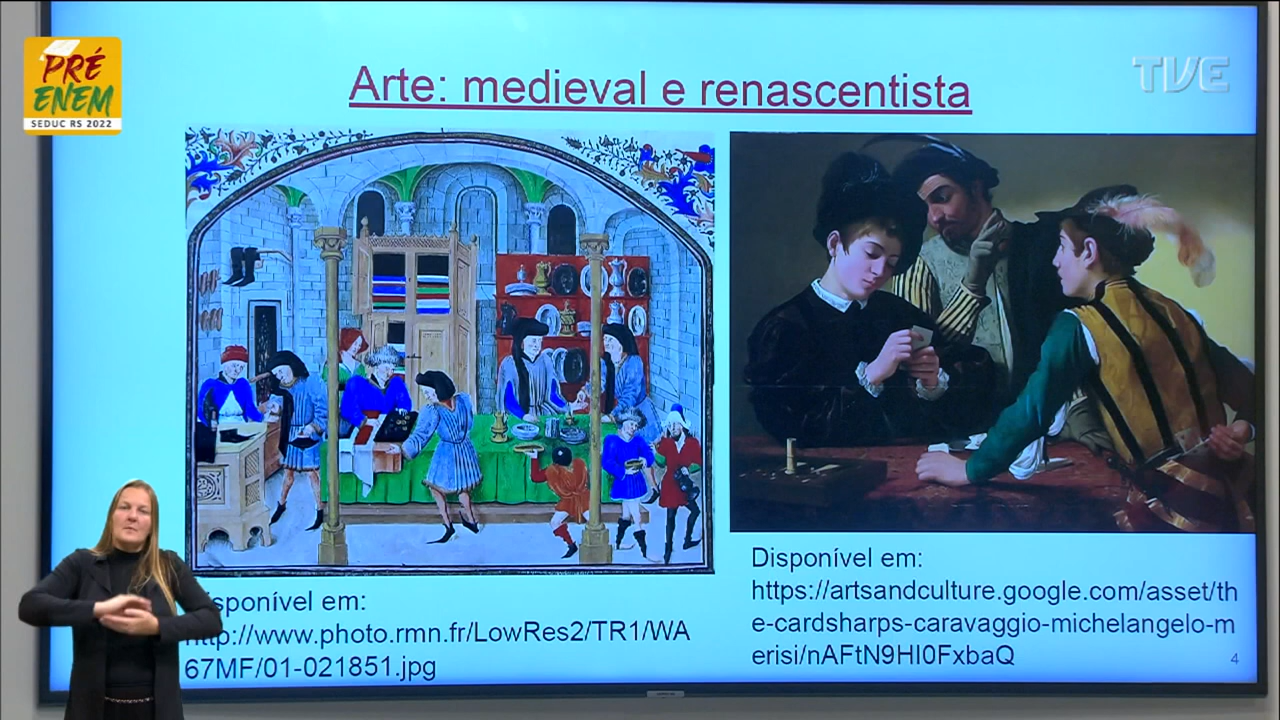 PRÉ
ENEM
SEDUC RS 2022
TVE
Arte: medieval e renascentista
sponível em:
http://www.photo.rmn.fr/LowRes2/TR1/WA
67MF/01-021851.jpg
Disponível em:
https://artsandculture.google.com/asset/th
e-cardsharps-caravaggio-michelangelo-m
erisi/nAFtN9HI0FxbaQ
4